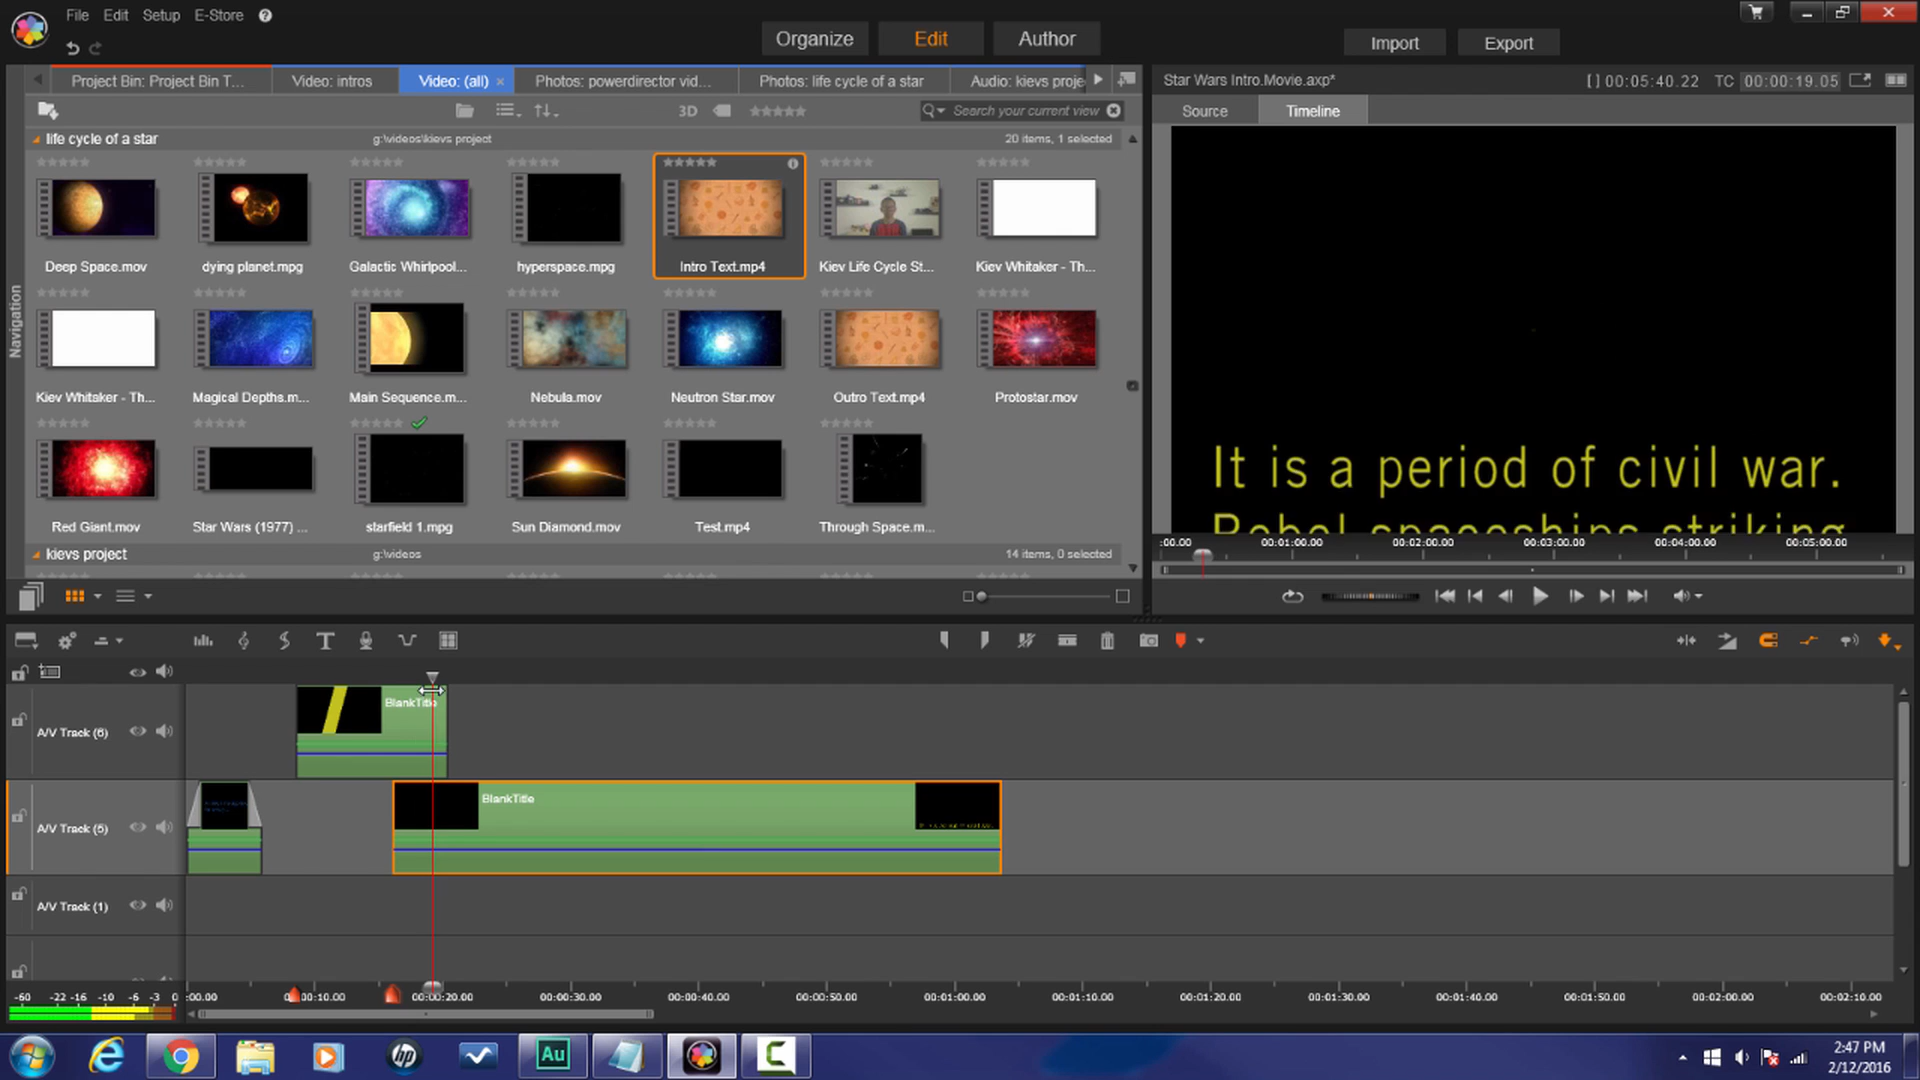 File Edit Setup E-Store ?
Organize Edit Author
Import Export
Project Bin: Project Bin T... Video: intros Video: (all) × Photos: powerdirector vid... Photos: life cycle of a star Audio: kievs proje
Star Wars Intro.Movie.axp* [ ] 00:05:40.22 TC 00:00:19.05
3D Search your current view
Source Timeline
life cycle of a star g:\videos\kievs project 20 items, 1 selected
Deep Space.mov dying planet.mpg Galactic Whirlpool... hyperspace.mpg Intro Text.mp4 Kiev Life Cycle St... Kiev Whitaker - Th...
Kiev Whitaker - Th... Magical Depths.m... Main Sequence.m... Nebula.mov Neutron Star.mov Outro Text.mp4 Protostar.mov
Red Giant.mov Star Wars (1977) ... starfield 1.mpg Sun Diamond.mov Test.mp4 Through Space.m...
kievs project g:\videos 14 items, 0 selected
Navigation
It is a period of civil war.
Rebel spaceships striking
:00.00 00:01:00.00 00:02:00.00 00:03:00.00 00:04:00.00 00:05:00.00
A/V Track (6) BlankTitle
A/V Track (5) BlankTitle
A/V Track (1)
-60 -22 -16 -10 -6 -3 0 :00.00 00:00:10.00 00:00:20.00 00:00:30.00 00:00:40.00 00:00:50.00 00:01:00.00 00:01:10.00 00:01:20.00 00:01:30.00 00:01:40.00 00:01:50.00 00:02:00.00 00:02:10.00
hp Au C
2:47 PM
2/12/2016